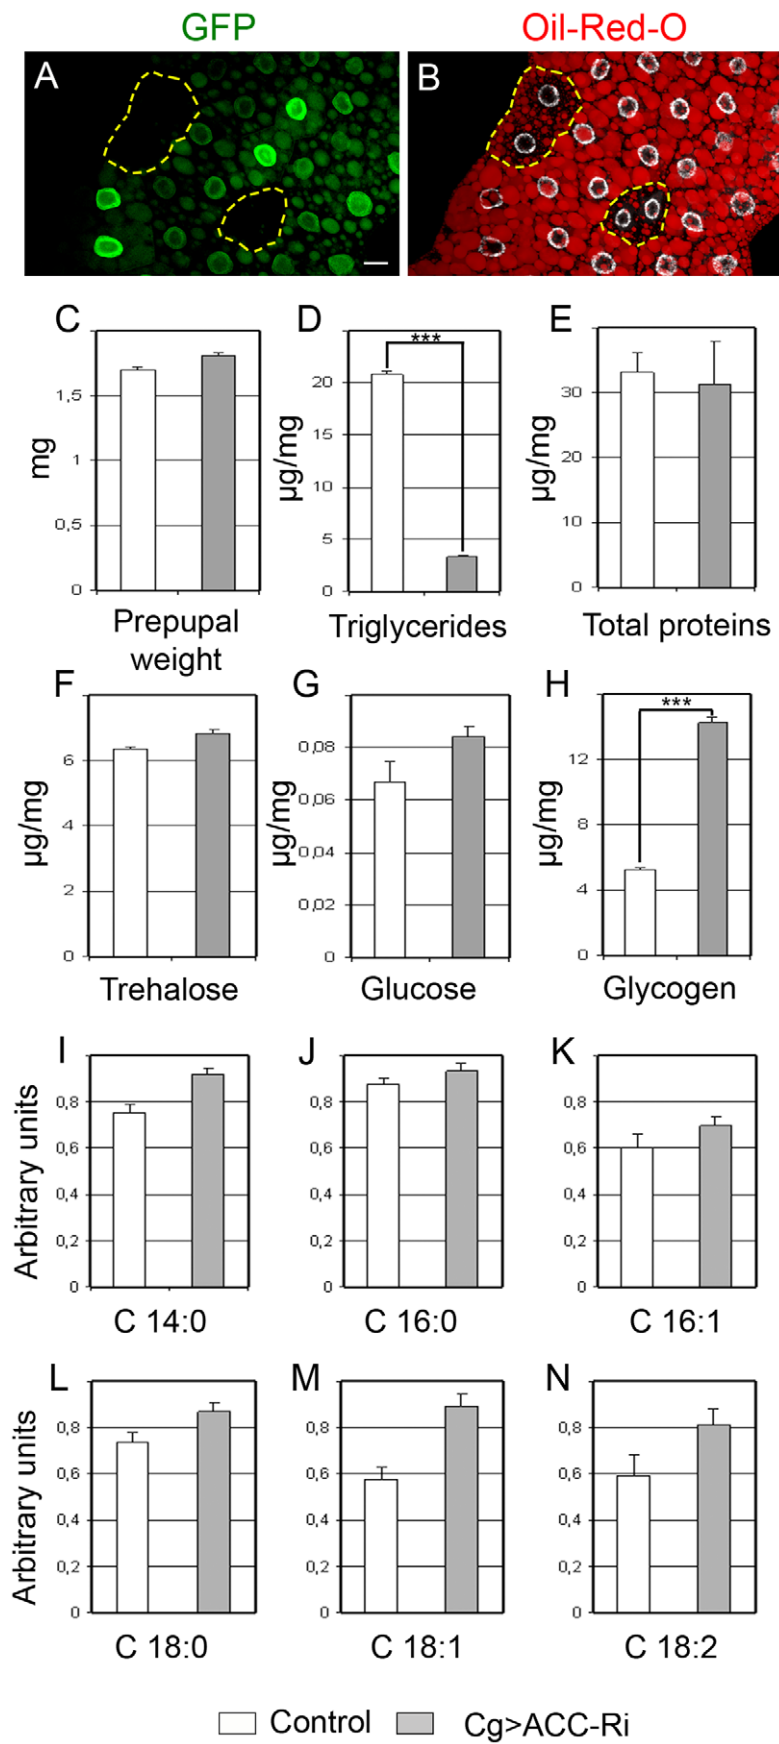 GFP Oil-Red-O
A B
C D E
mg
1,5
1
0,5
0
µg/mg
20
15
10
5
0
***
µg/mg
30
20
10
0
Prepupal weight
Triglycerides
Total proteins
F G H
µg/mg
6
4
2
0
µg/mg
0,08
0,06
0,04
0,02
0
µg/mg
12
8
4
0
***
Trehalose Glucose Glycogen
I J K
Arbitrary units
0,8
0,6
0,4
0,2
0
0,8
0,6
0,4
0,2
0
0,8
0,6
0,4
0,2
0
C 14:0 C 16:0 C 16:1
L M N
Arbitrary units
0,8
0,6
0,4
0,2
0
0,8
0,6
0,4
0,2
0
0,8
0,6
0,4
0,2
0
C 18:0 C 18:1 C 18:2
Control Cg>ACC-Ri